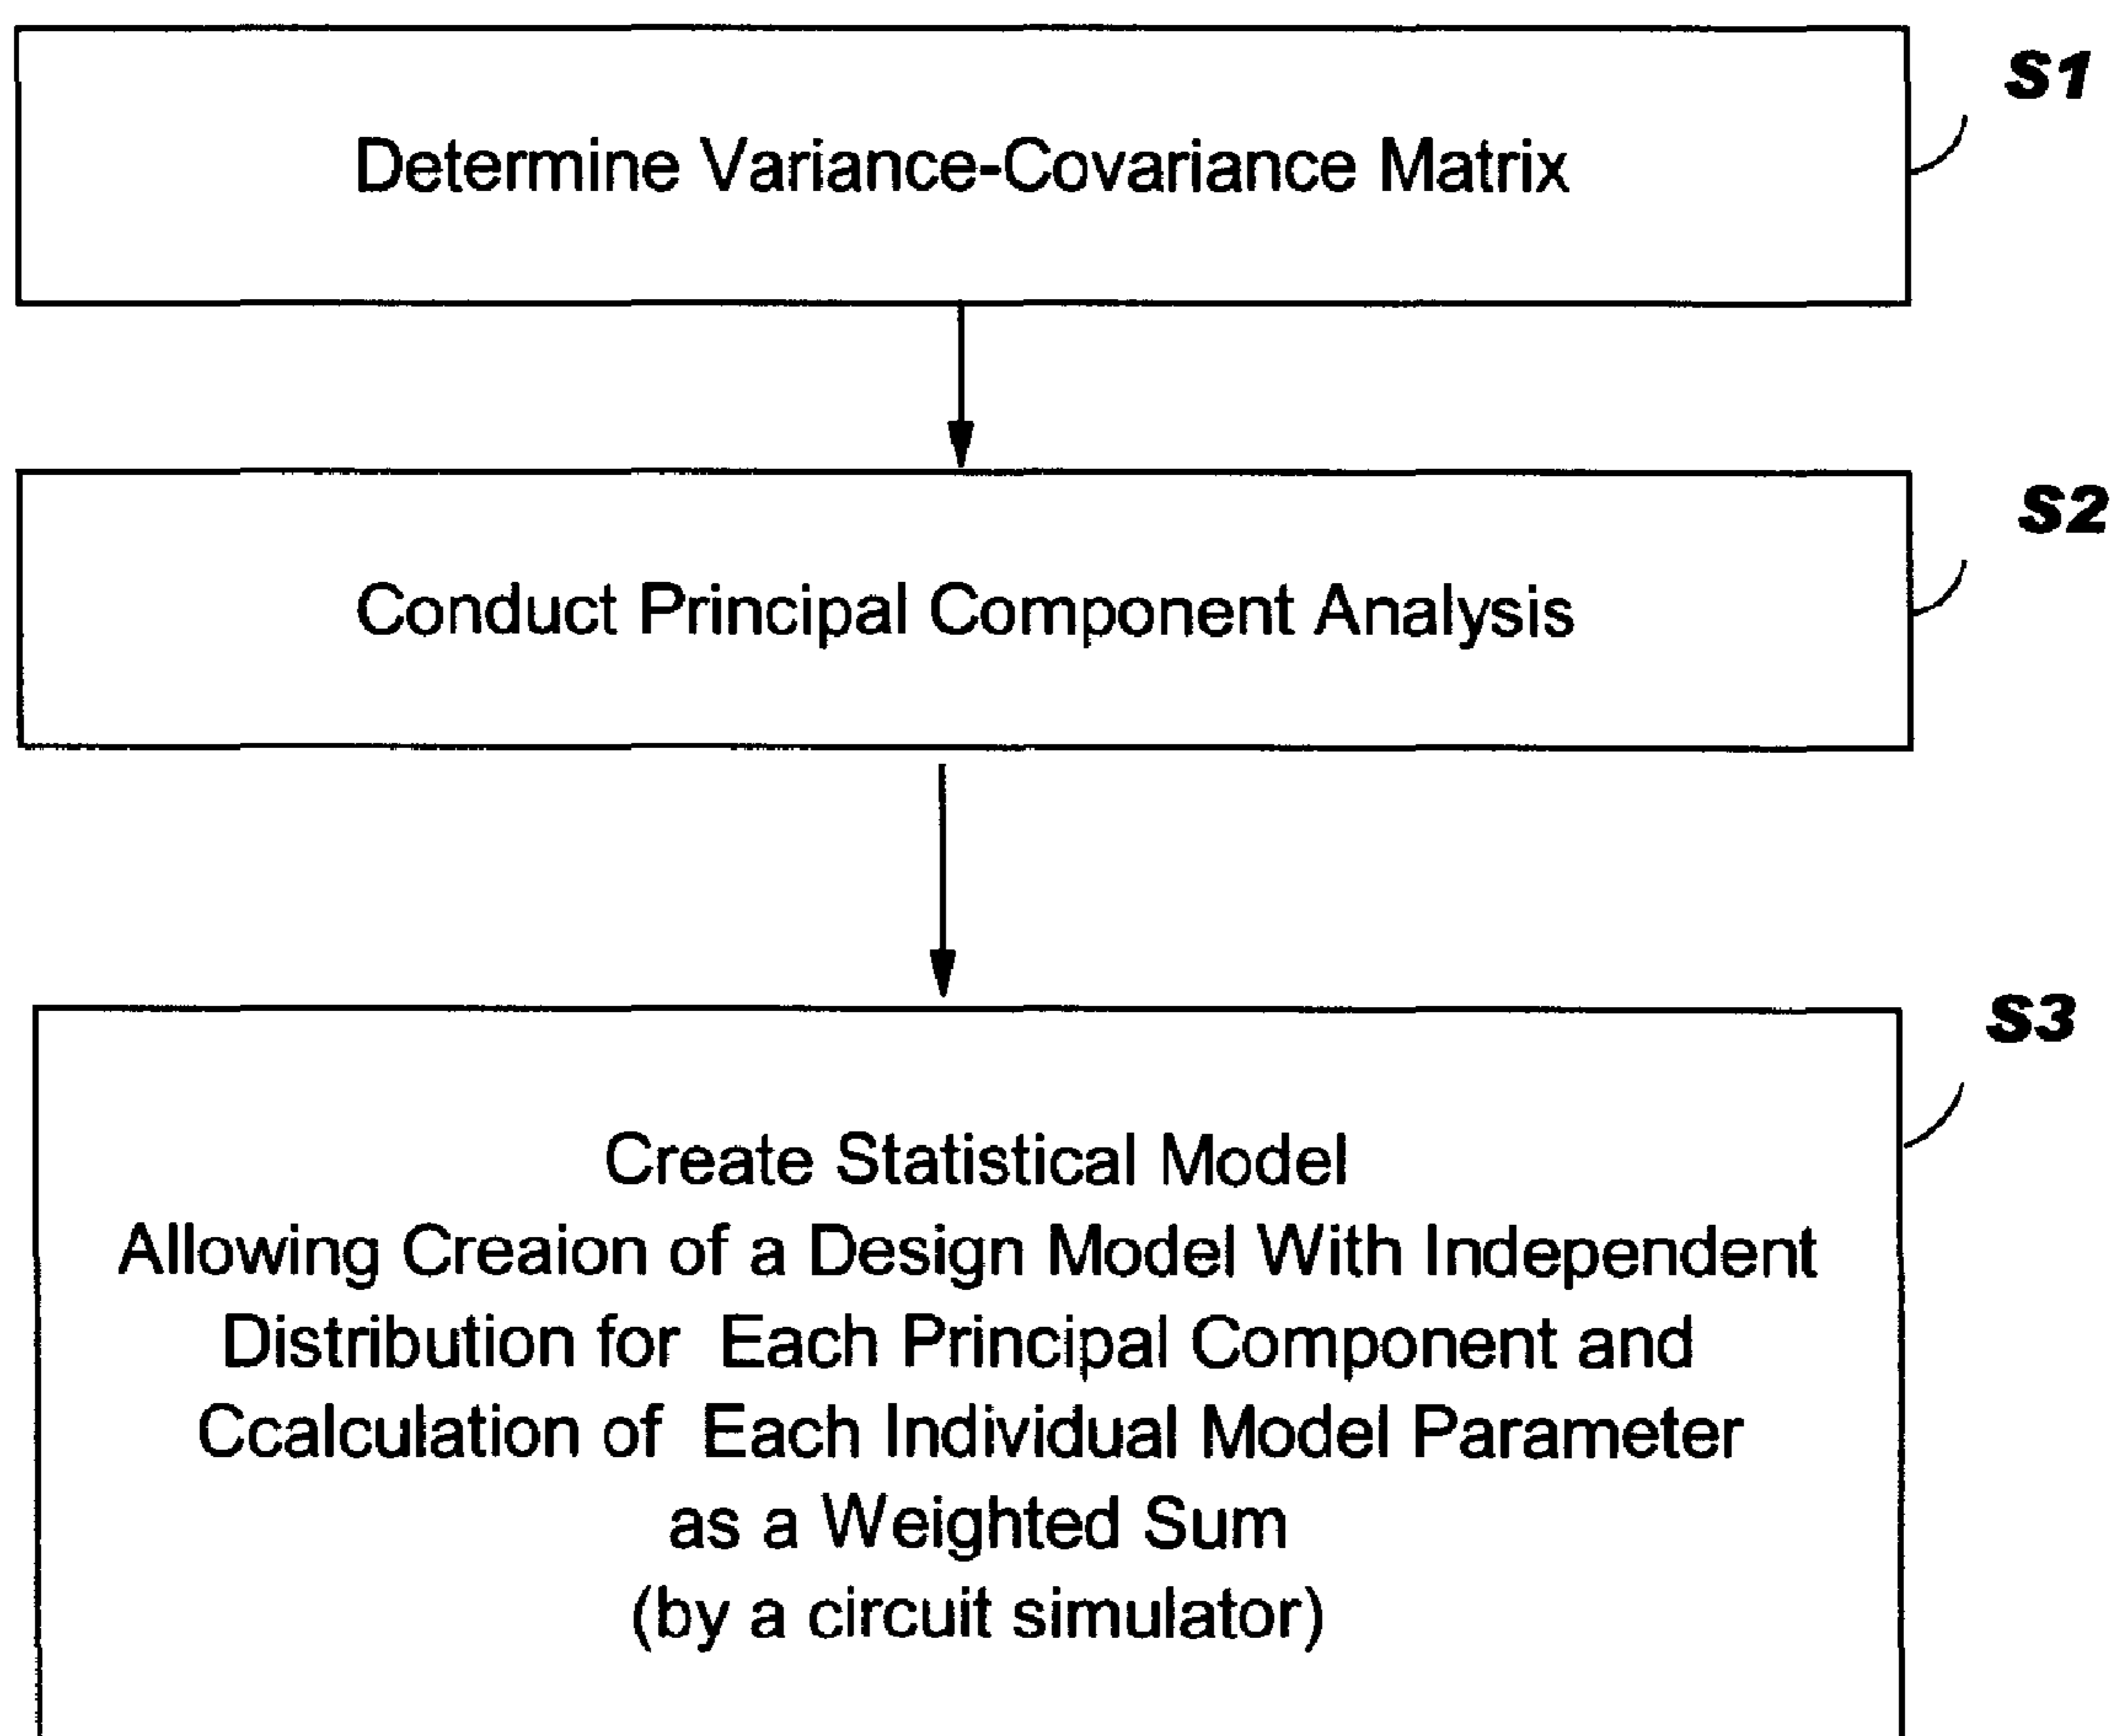 S1
Determine Variance-Covariance Matrix
S2
Conduct Principal Component Analysis
S3
Create Statistical Model
Allowing Creaion of a Design Model With Independent
Distribution for Each Principal Component and
Ccalculation of Each Individual Model Parameter
as a Weighted Sum
(by a circuit simulator)